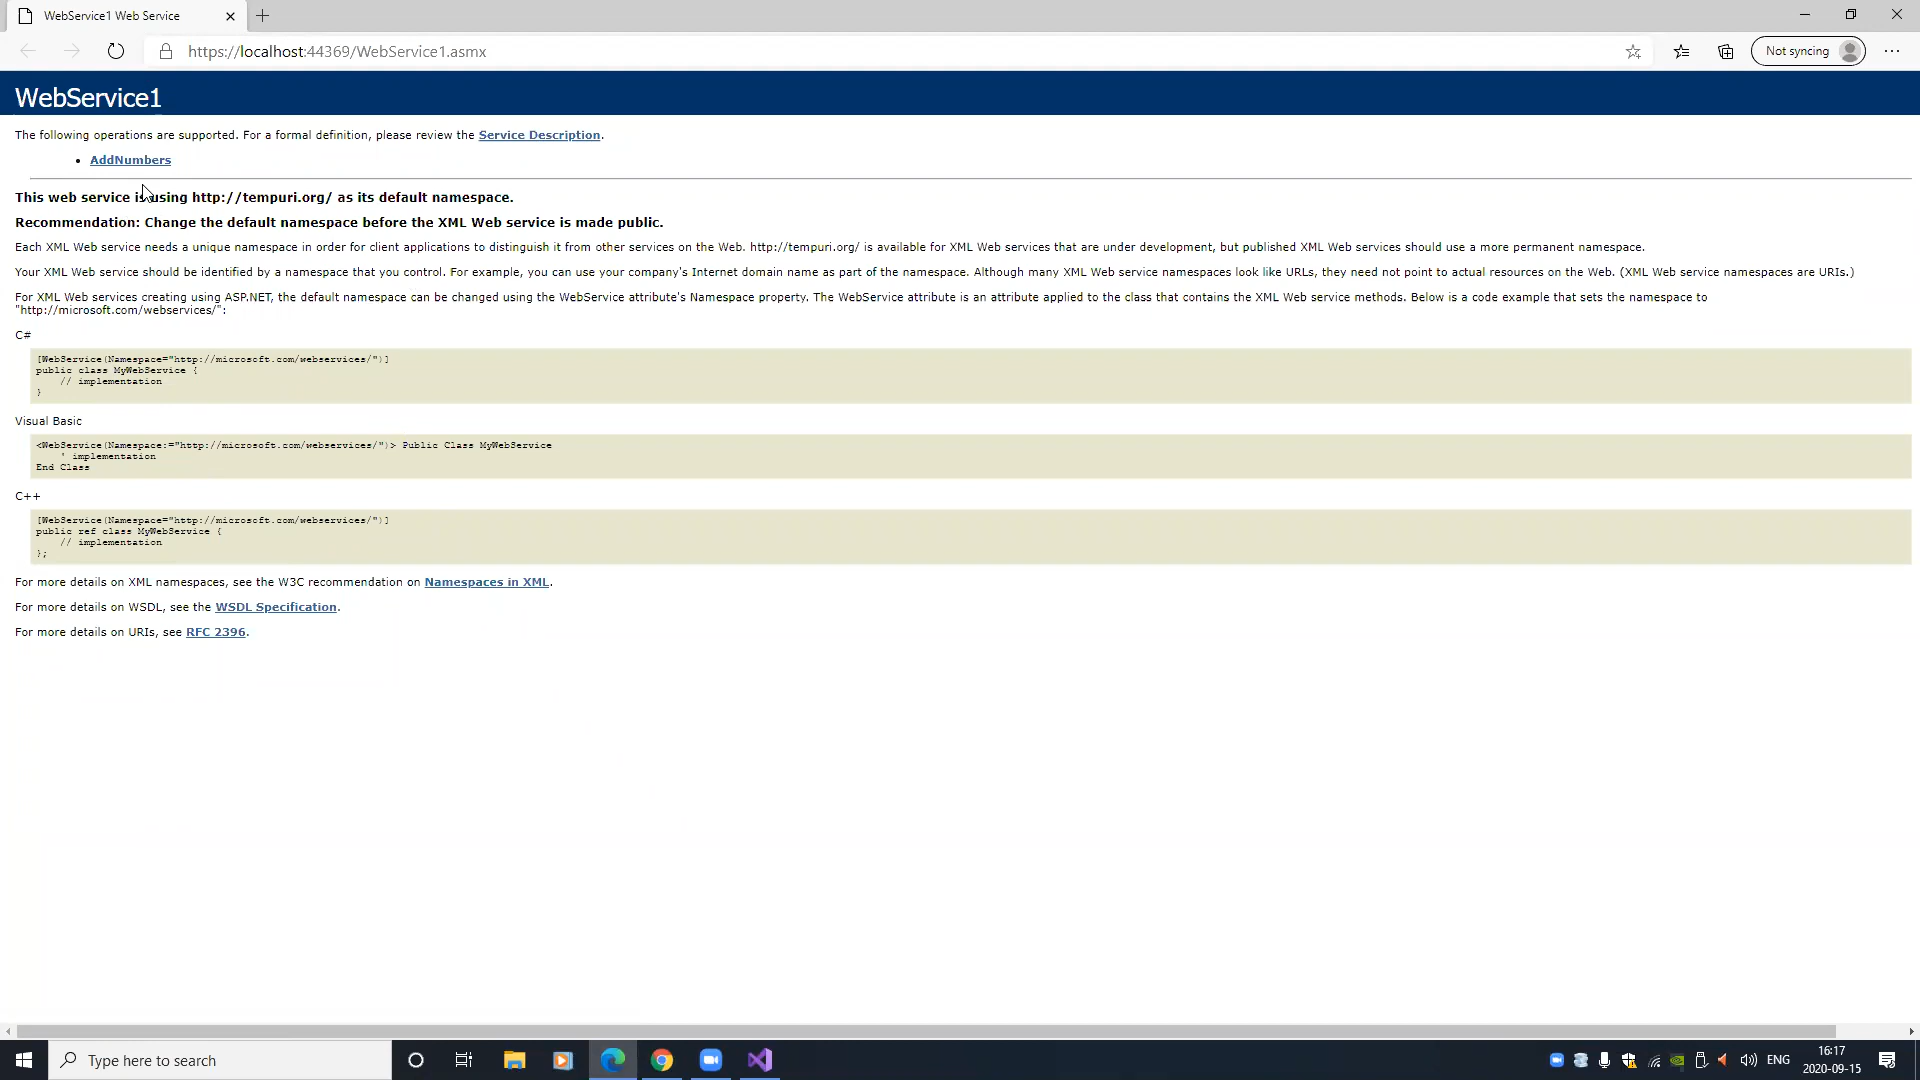 WebService1 Web Service
https://localhost:44369/WebService1.asmx
Not syncing
WebService1
The following operations are supported. For a formal definition, please review the Service Description.
• AddNumbers
This web service is using http://tempuri.org/ as its default namespace.
Recommendation: Change the default namespace before the XML Web service is made public.
Each XML Web service needs a unique namespace in order for client applications to distinguish it from other services on the Web. http://tempuri.org/ is available for XML Web services that are under development, but published XML Web services should use a more permanent namespace.
Your XML Web service should be identified by a namespace that you control. For example, you can use your company's Internet domain name as part of the namespace. Although many XML Web service namespaces look like URLs, they need not point to actual resources on the Web. (XML Web service namespaces are URIs.)
For XML Web services creating using ASP.NET, the default namespace can be changed using the WebService attribute's Namespace property. The WebService attribute is an attribute applied to the class that contains the XML Web service methods. Below is a code example that sets the namespace to
"http://microsoft.com/webservices/":
C#
[WebService(Namespace="http://microsoft.com/webservices/")]
public class MyWebService {
// implementation
}
Visual Basic
<WebService(Namespace:="http://microsoft.com/webservices/")> Public Class MyWebService
' implementation
End Class
C++
[WebService(Namespace="http://microsoft.com/webservices/")]
public ref class MyWebService {
// implementation
};
For more details on XML namespaces, see the W3C recommendation on Namespaces in XML.
For more details on WSDL, see the WSDL Specification.
For more details on URIs, see RFC 2396.
Type here to search
ENG
16:17
2020-09-15